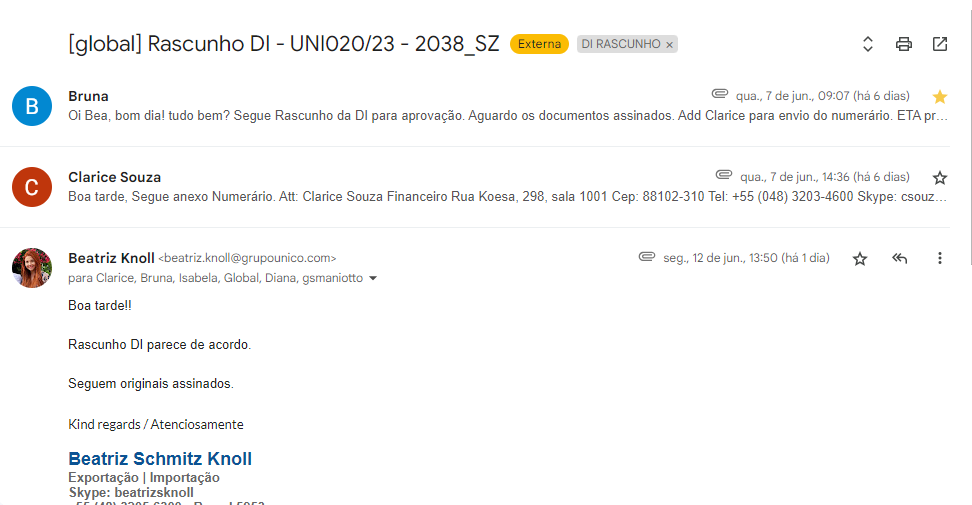 [global] Rascunho DI - UNI020/23 - 2038_SZ Externa DI RASCUNHO ×
B
Bruna qua., 7 de jun., 09:07 (há 6 dias)
Oi Bea, bom dia! tudo bem? Segue Rascunho da DI para aprovação. Aguardo os documentos assinados. Add Clarice para envio do numerário. ETA pr…
C
Clarice Souza qua., 7 de jun., 14:36 (há 6 dias)
Boa tarde, Segue anexo Numerário. Att: Clarice Souza Financeiro Rua Koesa, 298, sala 1001 Cep: 88102-310 Tel: +55 (048) 3203-4600 Skype: csouz…
Beatriz Knoll <beatriz.knoll@grupounico.com> seg., 12 de jun., 13:50 (há 1 dia)
para Clarice, Bruna, Isabela, Global, Diana, gsmaniotto
Boa tarde!!
Rascunho DI parece de acordo.
Seguem originais assinados.
Kind regards / Atenciosamente
Beatriz Schmitz Knoll
Exportação | Importação
Skype: beatrizsknoll